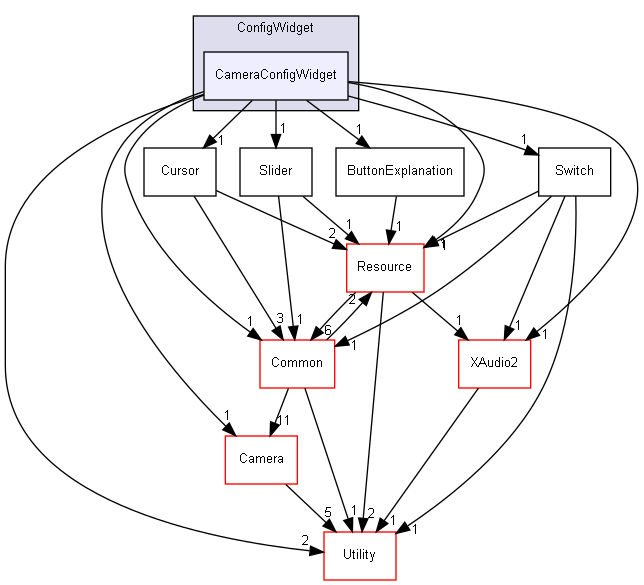 ConfigWidget
CameraConfigWidget
1
1
1
1
Cursor
Slider
ButtonExplanation
Switch
2
1
1
1
1
Resource
2
1
3
1
6
1
1
1
1
Common
XAudio2
1
11
Camera
5
1
2
1
1
2
Utility